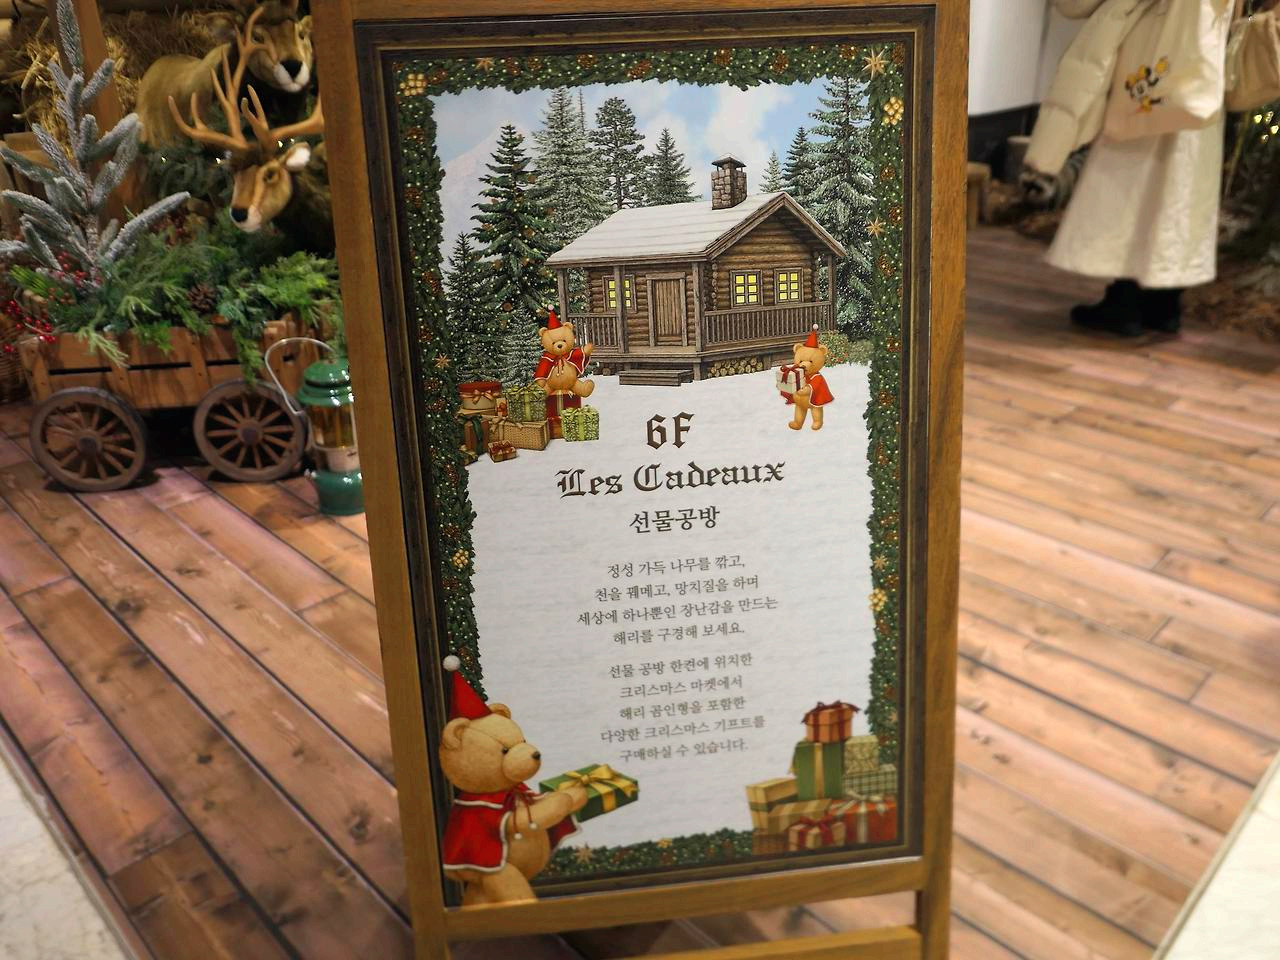 6F
Les Cadeaux
선물공방
정성 가득 나무를 깎고,
천을 꿰메고, 망치질을 하며
세상에 하나뿐인 장난감을 만드는
해리를 구경해 보세요.
선물 공방 한켠에 위치한
크리스마스 마켓에서
해리 곰인형을 포함한
다양한 크리스마스 기프트를
구매하실 수 있습니다.